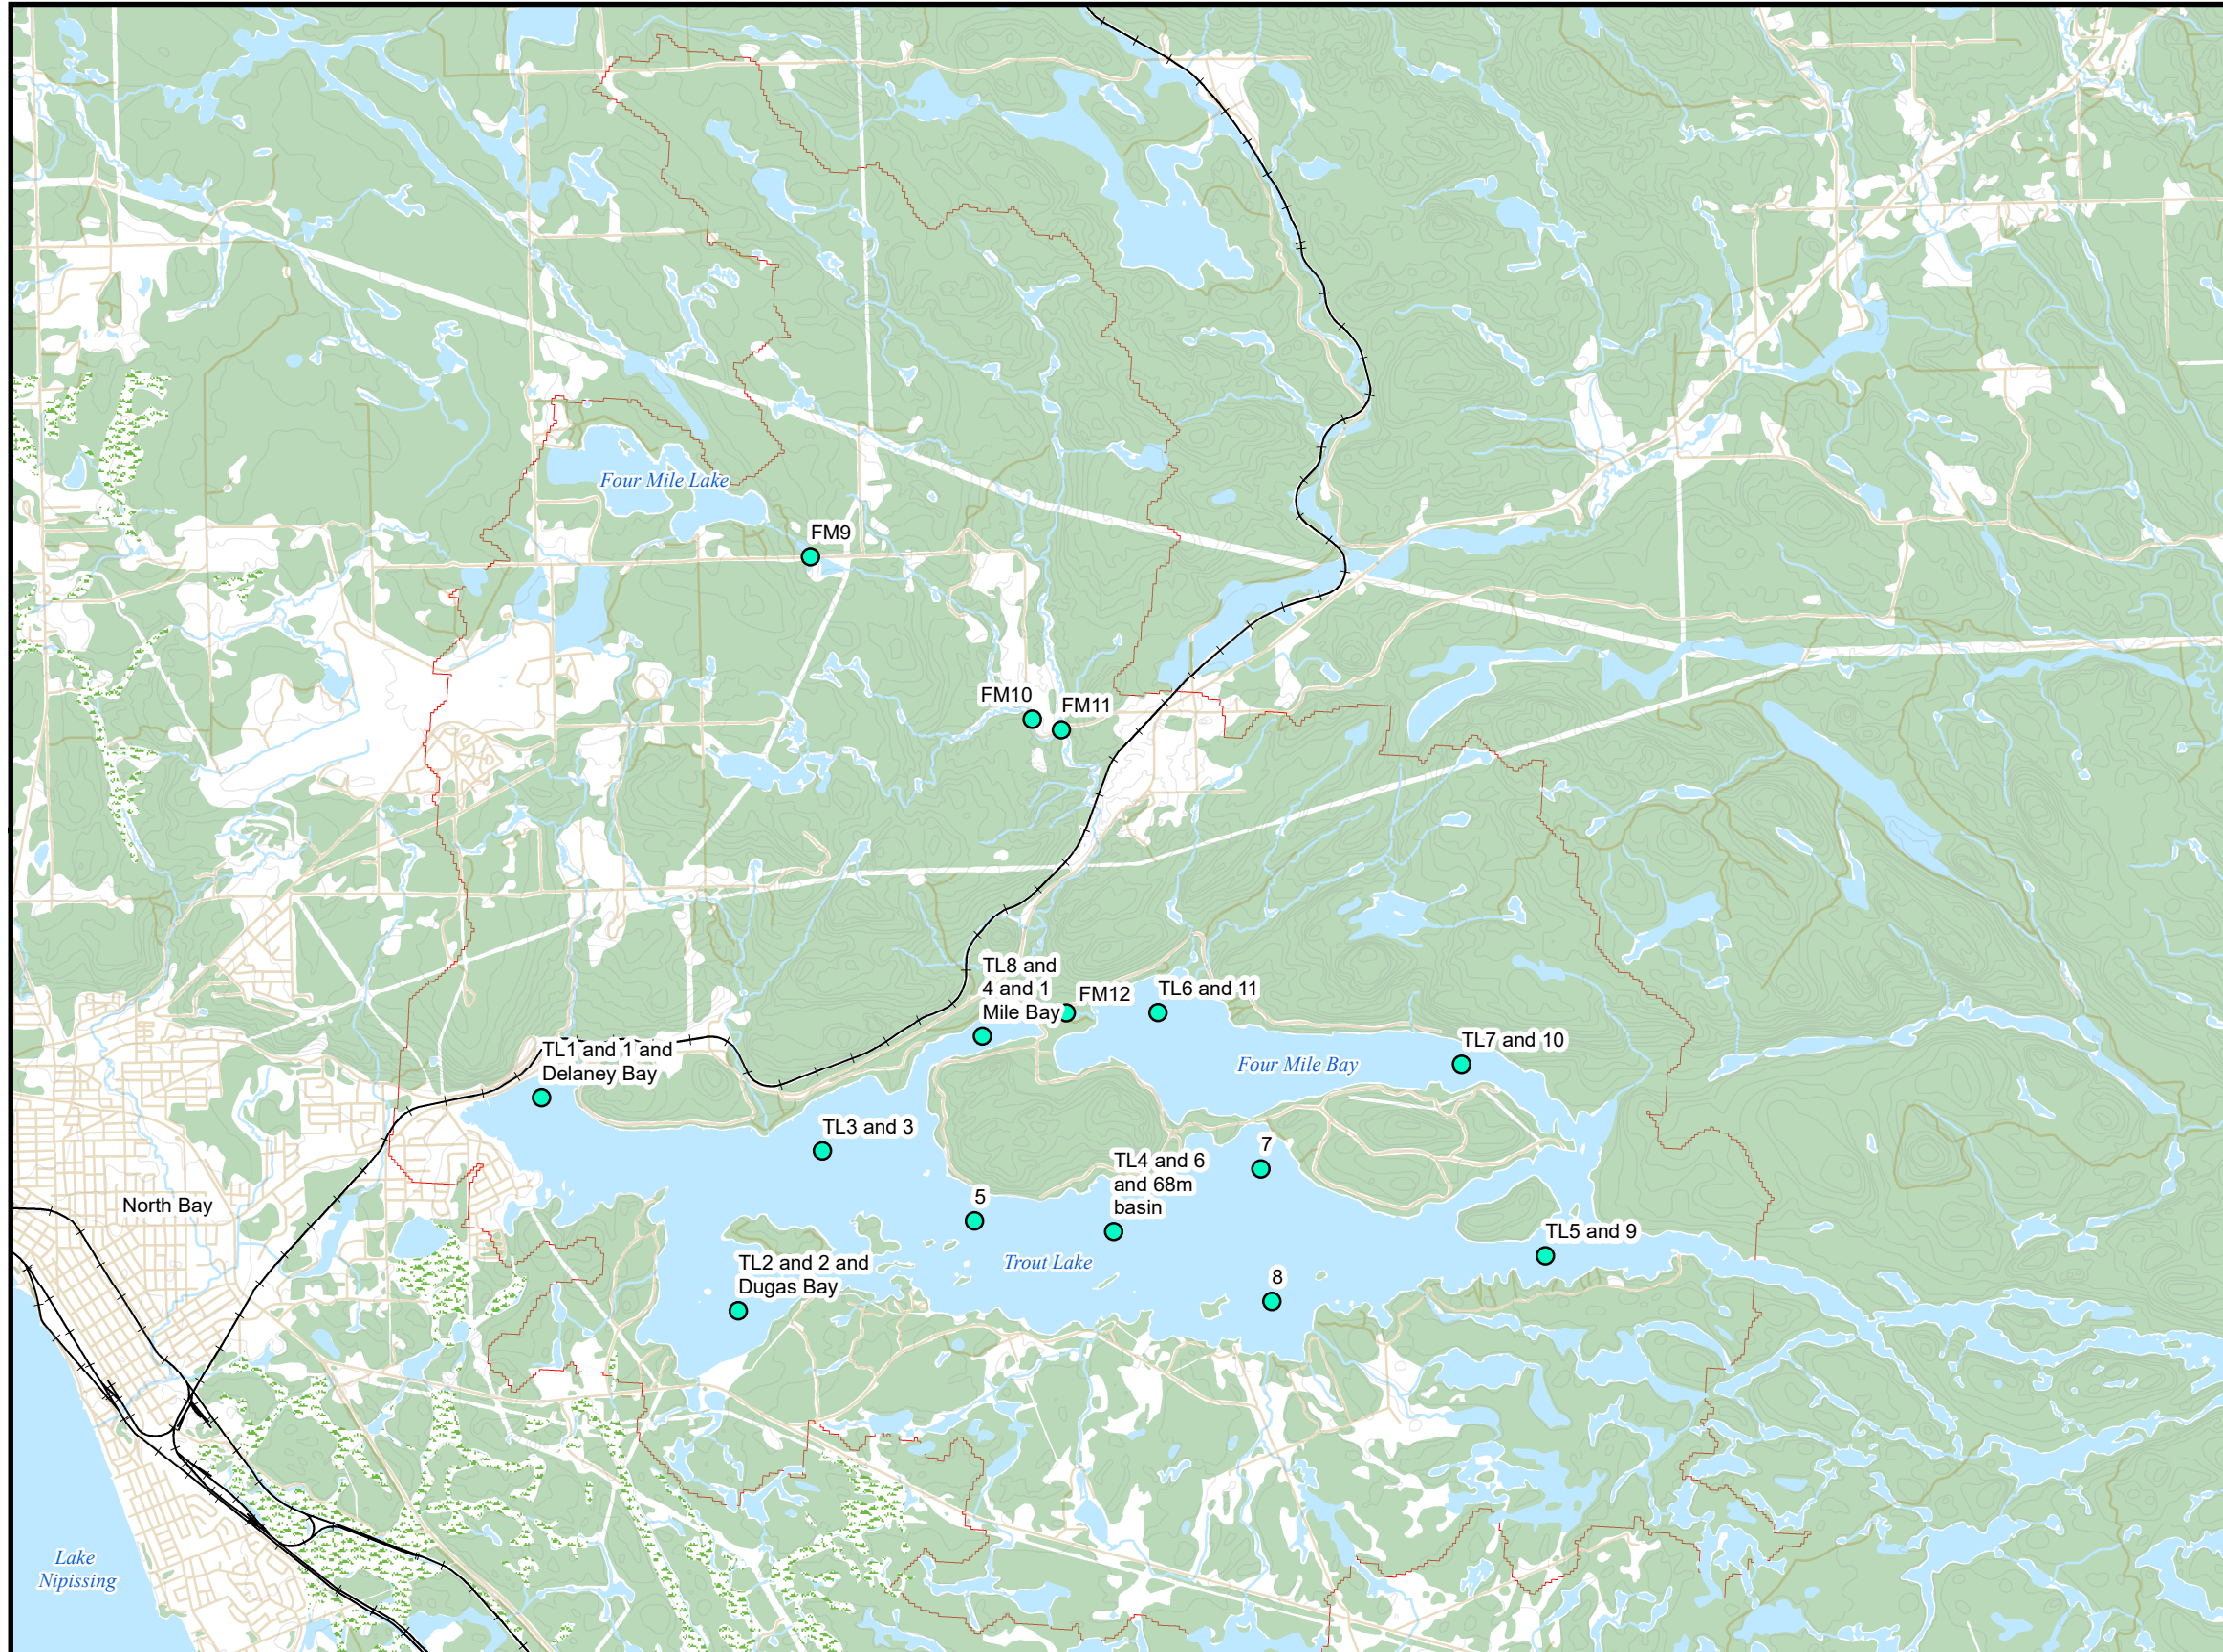 Four Mile Lake
FM9
FM10
FM11
TL8 and
4 and 1
Mile Bay
FM12
TL6 and 11
TL1 and 1 and
Delaney Bay
TL7 and 10
Four Mile Bay
TL3 and 3
7
TL4 and 6
and 68m
basin
5
North Bay
TL5 and 9
Trout Lake
TL2 and 2 and
Dugas Bay
8
Lake
Nipissing